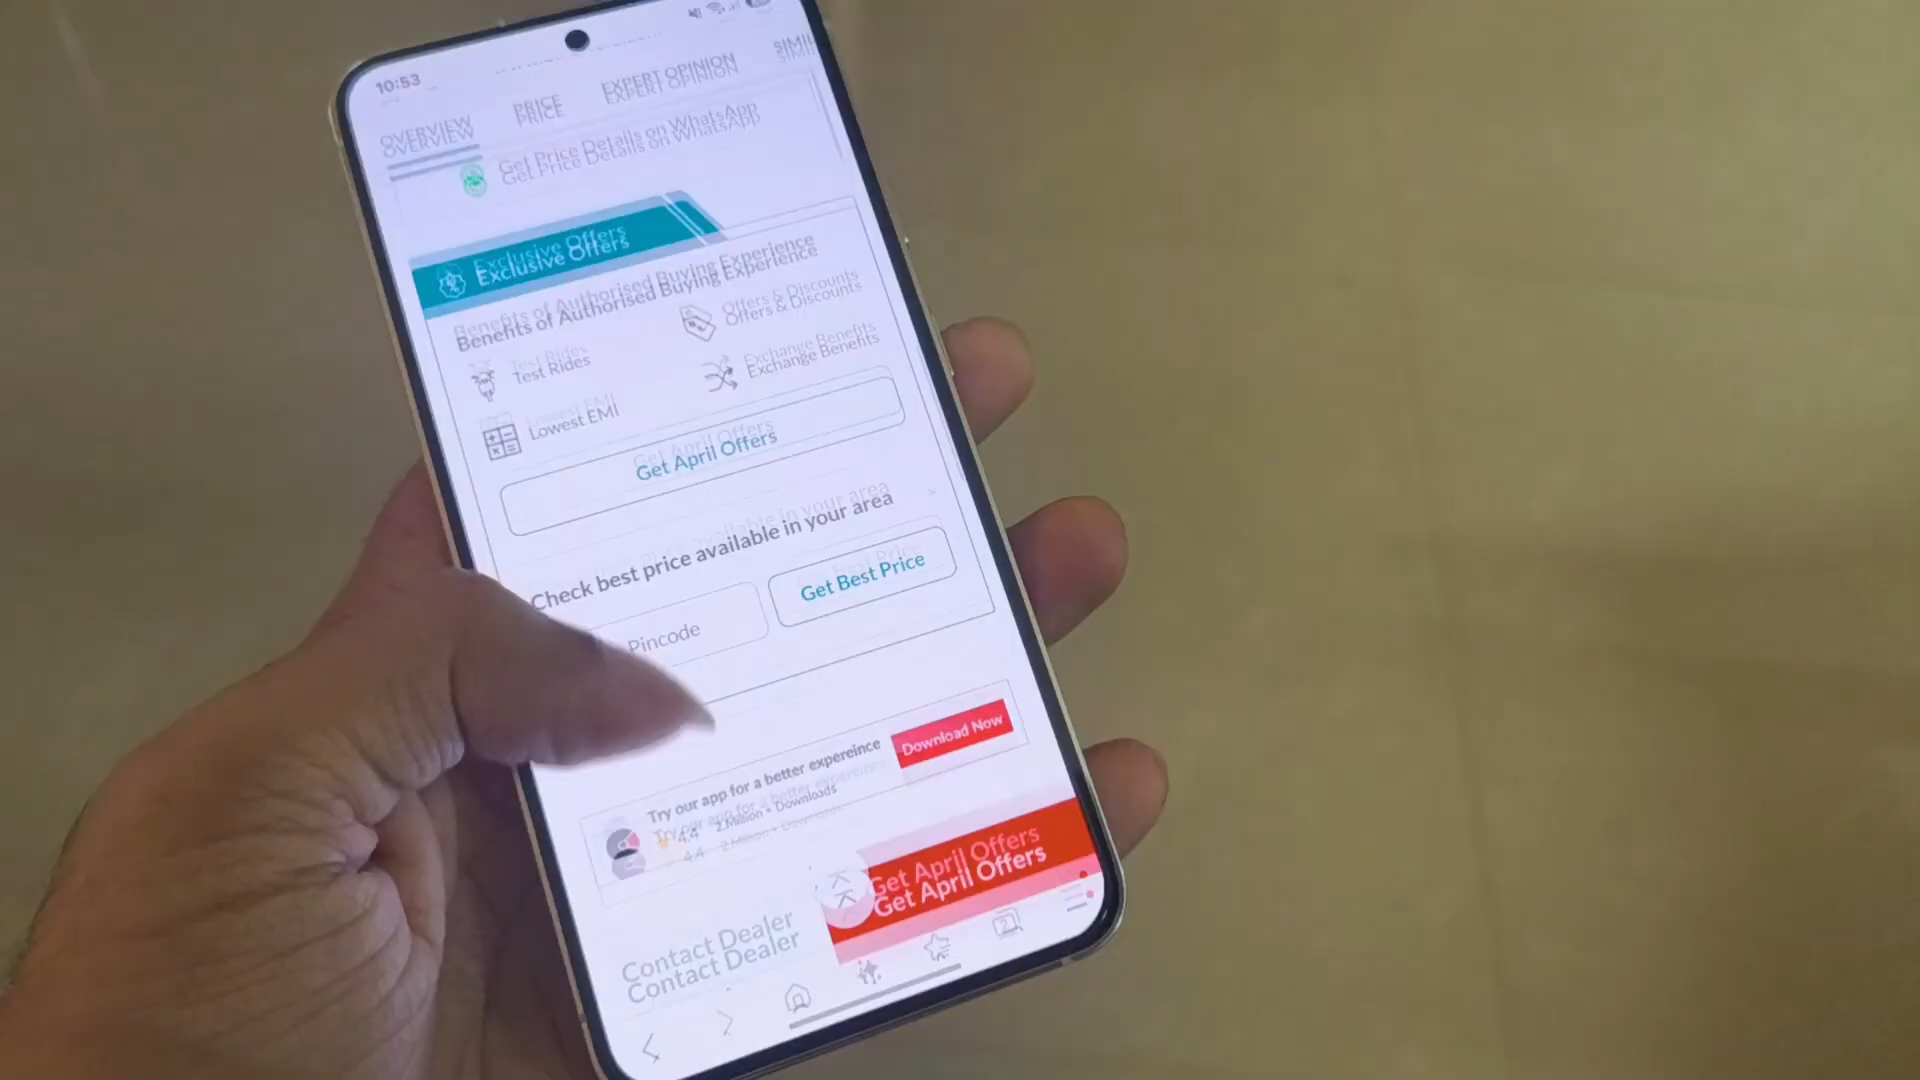 10:53
OVERVIEW PRICE EXPERT OPINION SIMIL
Get Price Details on WhatsApp
Exclusive Offers
Benefits of Authorised Buying Experience
Test Rides Offers & Discounts
Lowest EMI Exchange Benefits
Get April Offers
Check best price available in your area
Pincode Get Best Price
Try our app for a better expereince
4.4 2 Million+ Downloads
Download Now
Contact Dealer Get April Offers
2